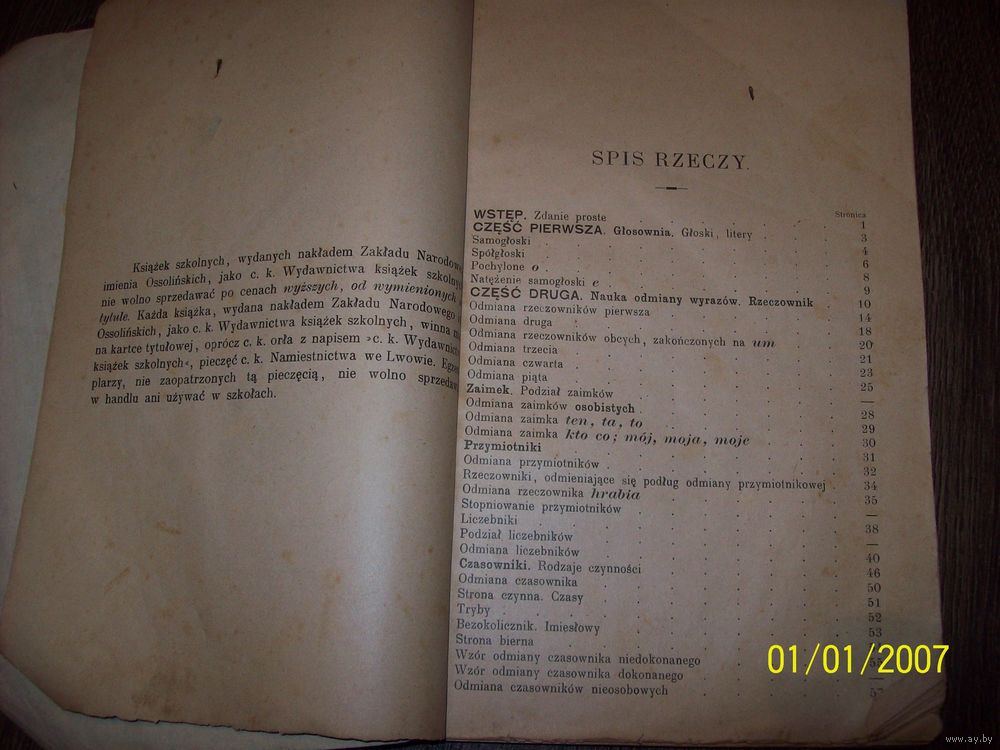 Książek szkolnych, wydanych nakładem Zakładu Narodowe
imienia Ossolińskich, jako c. k. Wydawnictwa książek szkolnych
nie wolno sprzedawać po cenach wyższych, od wymienionych
tytule. Każda książka, wydana nakładem Zakładu Narodowego
Ossolińskich, jako c. k. Wydawnictwa książek szkolnych, winna
na kartce tytułowej, oprócz c. k. orła z napisem »c. k. Wydawnic
książek szkolnych«, pieczęć c. k. Namiestnictwa we Lwowie. Egzem
plarzy, nie zaopatrzonych tą pieczęcią, nie wolno sprzedaw
w handlu ani używać w szkołach.
SPIS RZECZY.
Stronica
WSTĘP. Zdanie proste 1
CZĘŚĆ PIERWSZA. Głosownia. Głoski, litery 3
Samogłoski 4
Spółgłoski 6
Pochylone o 8
Natężenie samogłoski e 9
CZĘŚĆ DRUGA. Nauka odmiany wyrazów. Rzeczownik 10
Odmiana rzeczowników pierwsza 14
Odmiana druga 18
Odmiana rzeczowników obcych, zakończonych na um 20
Odmiana trzecia 21
Odmiana czwarta 23
Odmiana piąta 25
Zaimek. Podział zaimków —
Odmiana zaimków osobistych 28
Odmiana zaimka ten, ta, to 29
Odmiana zaimka kto co; mój, moja, moje 30
Przymiotniki 31
Odmiana przymiotników 32
Rzeczowniki, odmieniające się podług odmiany przymiotnikowej 34
Odmiana rzeczownika hrabia 35
Stopniowanie przymiotników —
Liczebniki 38
Podział liczebników —
Odmiana liczebników 40
Czasowniki. Rodzaje czynności 46
Odmiana czasownika 50
Strona czynna. Czasy 51
Tryby 52
Bezokolicznik. Imiesłowy 53
Strona bierna
Wzór odmiany czasownika niedokonanego 55
Wzór odmiany czasownika dokonanego —
Odmiana czasowników nieosobowych 57
01/01/2007
www.ay.by